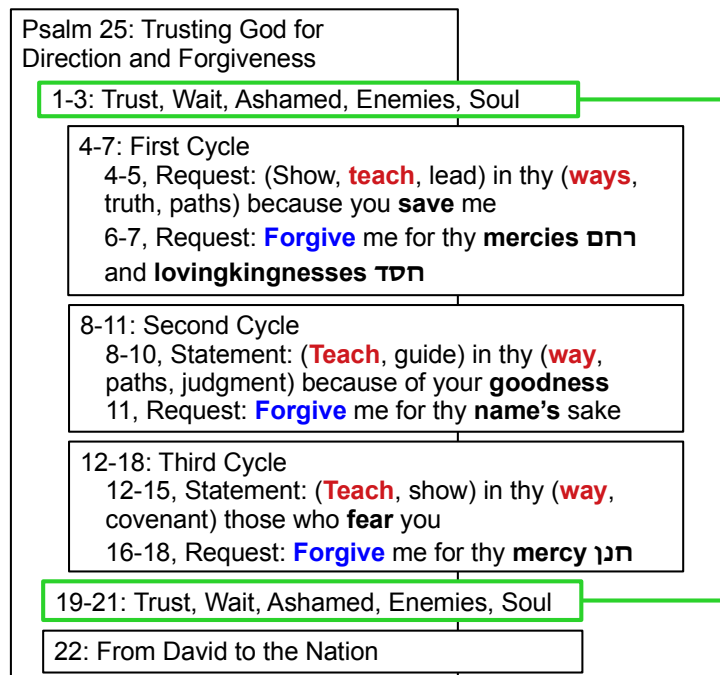 Psalm 25: Trusting God for
Direction and Forgiveness
1-3: Trust, Wait, Ashamed, Enemies, Soul
4-7: First Cycle
4-5, Request: (Show, teach, lead) in thy (ways,
truth, paths) because you save me
6-7, Request: Forgive me for thy mercies רחם
and lovingkingnesses חסד
8-11: Second Cycle
8-10, Statement: (Teach, guide) in thy (way,
paths, judgment) because of your goodness
11, Request: Forgive me for thy name's sake
12-18: Third Cycle
12-15, Statement: (Teach, show) in thy (way,
covenant) those who fear you
16-18, Request: Forgive me for thy mercy חנן
19-21: Trust, Wait, Ashamed, Enemies, Soul
22: From David to the Nation